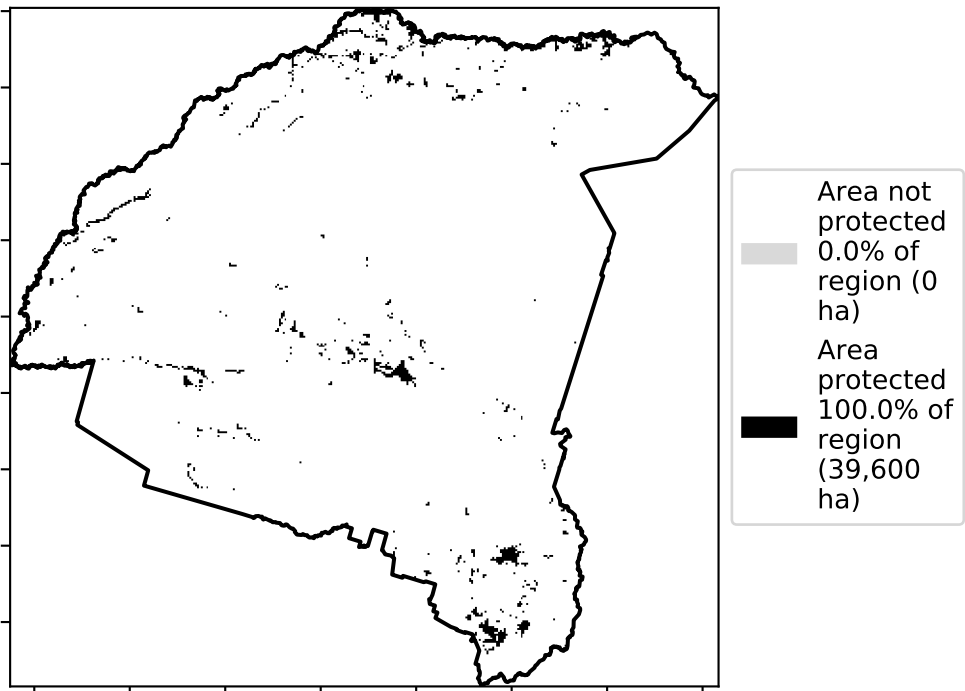 Area not
protected
0.0% of
region (0
ha)
Area
protected
100.0% of
region
(39,600
ha)